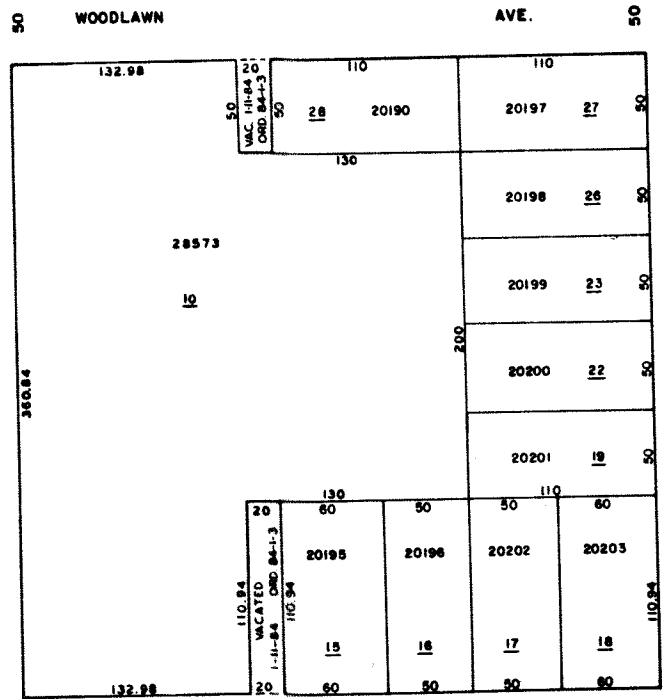 50 WOODLAWN AVE. 50
132.98 20 110 110
50 VAC. 1-11-84 50
ORD. 84-1-3
28 20190 20197 27 50
130
20198 26 50
28573
10
20199 23 50
200
20200 22 50
360.84
20201 19 50
130 110
20 60 50 50 60
110.94 VACATED 1-11-84 ORD 84-1-3 110.94
20195 20196 20202 20203 110.94
15 16 17 18
132.98 20 60 50 50 60